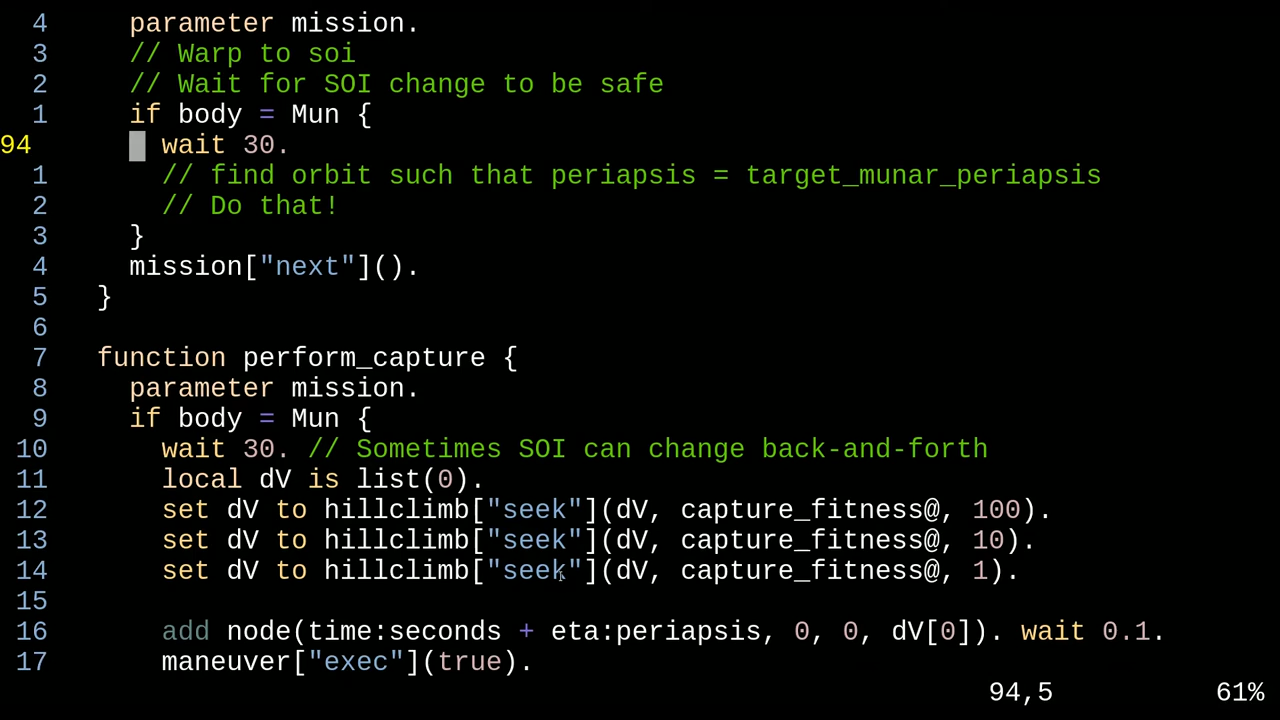 4 parameter mission.
3 // Warp to soi
2 // Wait for SOI change to be safe
1 if body = Mun {
94 wait 30.
1 // find orbit such that periapsis = target_munar_periapsis
2 // Do that!
3 }
4 mission["next"]().
5 }
6
7 function perform_capture {
8 parameter mission.
9 if body = Mun {
10 wait 30. // Sometimes SOI can change back-and-forth
11 local dV is list(0).
12 set dV to hillclimb["seek"](dV, capture_fitness@, 100).
13 set dV to hillclimb["seek"](dV, capture_fitness@, 10).
14 set dV to hillclimb["seek"](dV, capture_fitness@, 1).
15
16 add node(time:seconds + eta:periapsis, 0, 0, dV[0]). wait 0.1.
17 maneuver["exec"](true).
94,5 61%